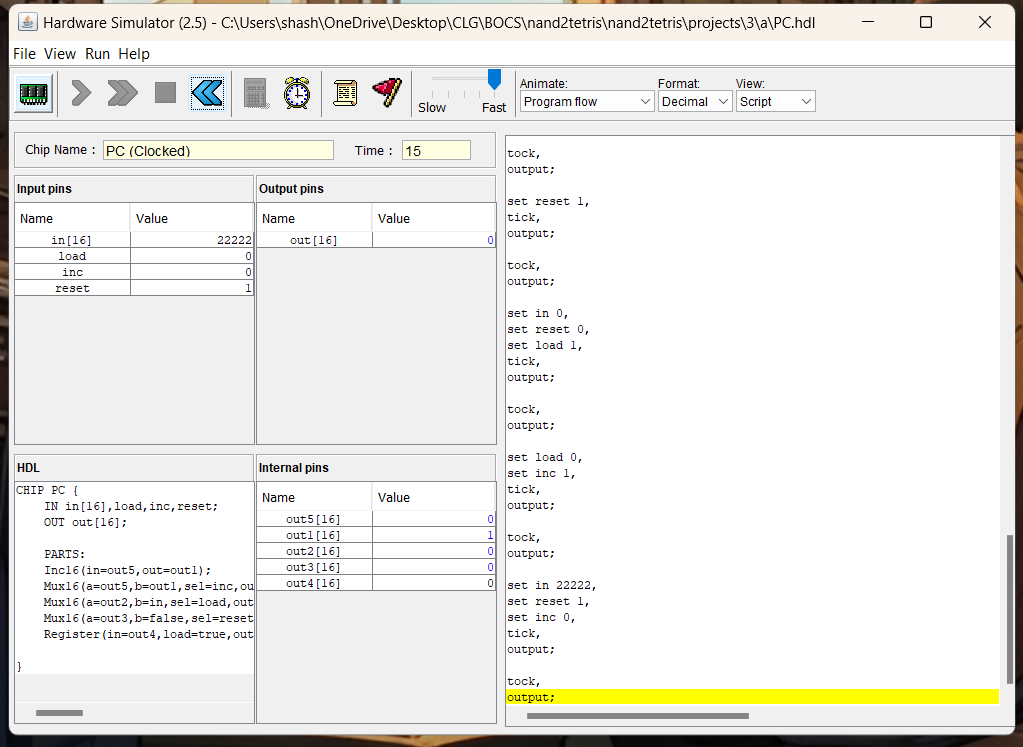 Hardware Simulator (2.5) - C:\Users\shash\OneDrive\Desktop\CLG\BOCS\nand2tetris\nand2tetris\projects\3\a\PC.hdl
File View Run Help
Slow Fast
Animate:
Program flow
Format:
Decimal
View:
Script
Chip Name : PC (Clocked) Time : 15
Input pins
Name Value
in[16] 22222
load 0
inc 0
reset 1
Output pins
Name Value
out[16] 0
HDL
CHIP PC {
IN in[16],load,inc,reset;
OUT out[16];
PARTS:
Inc16(in=out5,out=out1);
Mux16(a=out5,b=out1,sel=inc,ou
Mux16(a=out2,b=in,sel=load,out
Mux16(a=out3,b=false,sel=reset
Register(in=out4,load=true,out
}
Internal pins
Name Value
out5[16] 0
out1[16] 1
out2[16] 0
out3[16] 0
out4[16] 0
tock,
output;
set reset 1,
tick,
output;
tock,
output;
set in 0,
set reset 0,
set load 1,
tick,
output;
tock,
output;
set load 0,
set inc 1,
tick,
output;
tock,
output;
set in 22222,
set reset 1,
set inc 0,
tick,
output;
tock,
output;